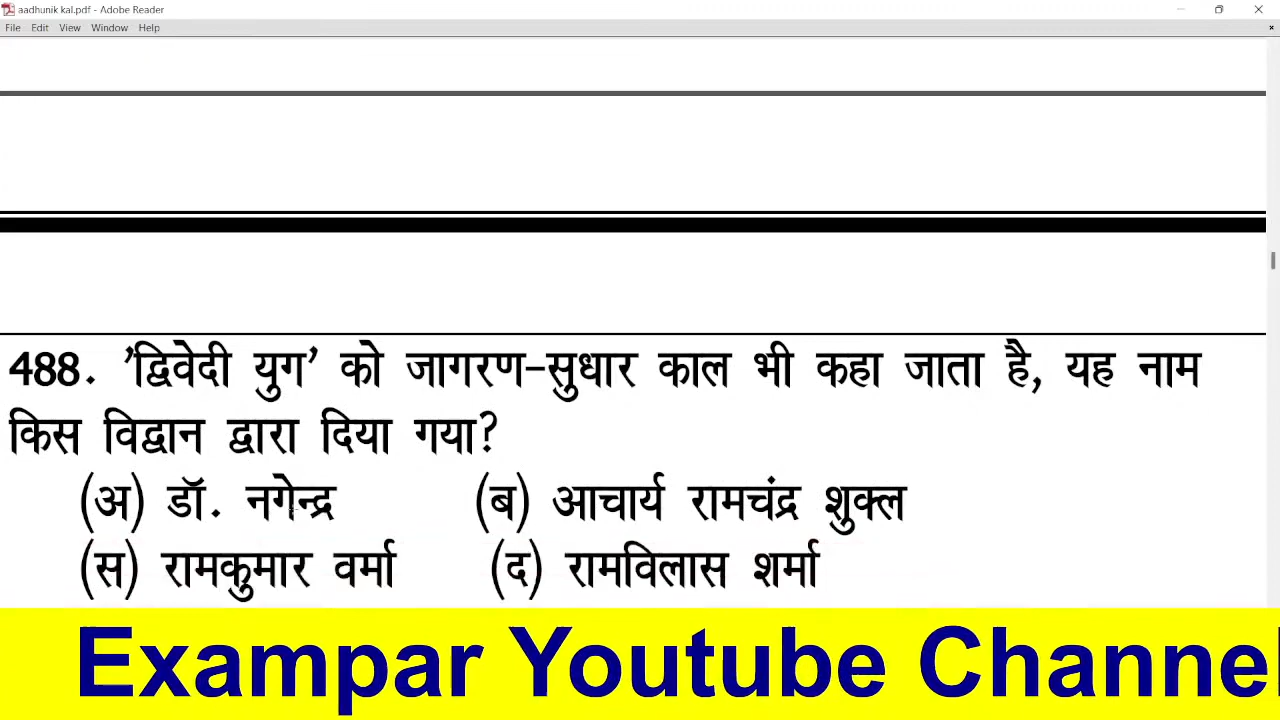 aadhunik kal.pdf - Adobe Reader
File Edit View Window Help
488. 'द्विवेदी युग' को जागरण-सुधार काल भी कहा जाता है, यह नाम
किस विद्वान द्वारा दिया गया?
(अ) डॉ. नगेन्द्र (ब) आचार्य रामचंद्र शुक्ल
(स) रामकुमार वर्मा (द) रामविलास शर्मा
Exampar Youtube Channel